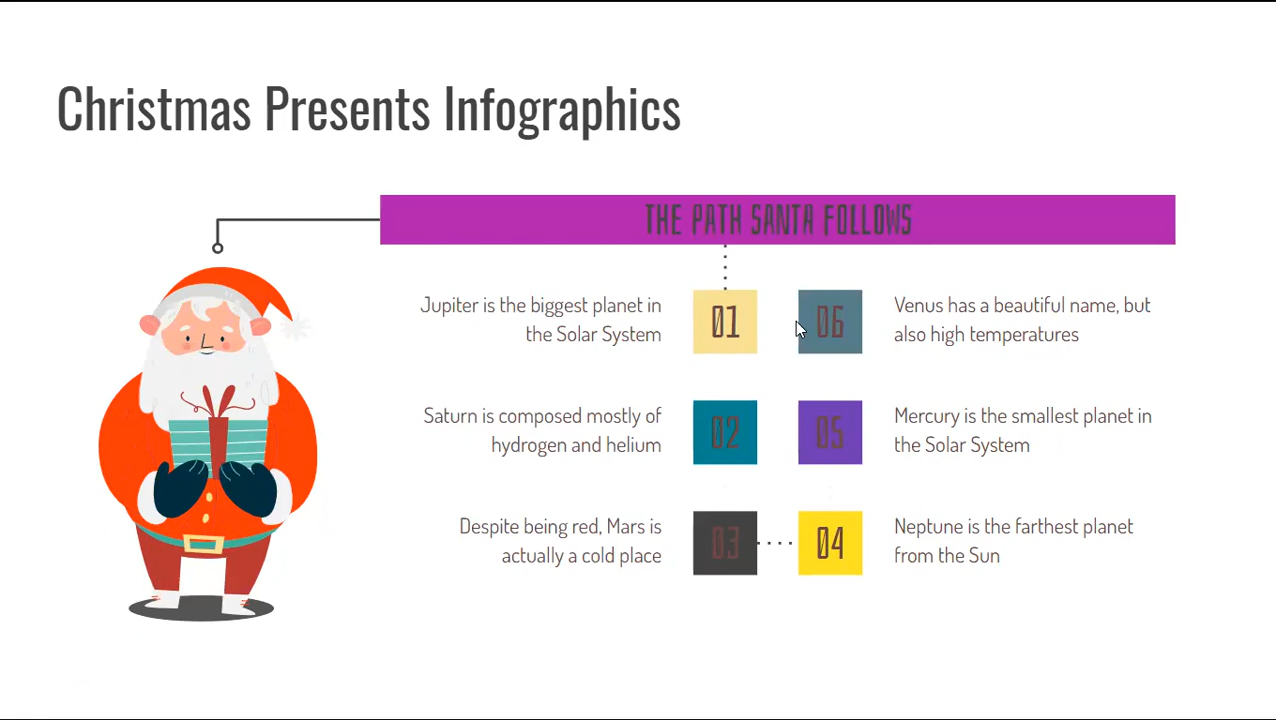 Christmas Presents Infographics
THE PATH SANTA FOLLOWS
Jupiter is the biggest planet in
the Solar System
01
06
Venus has a beautiful name, but
also high temperatures
Saturn is composed mostly of
hydrogen and helium
02
05
Mercury is the smallest planet in
the Solar System
Despite being red, Mars is
actually a cold place
03
04
Neptune is the farthest planet
from the Sun